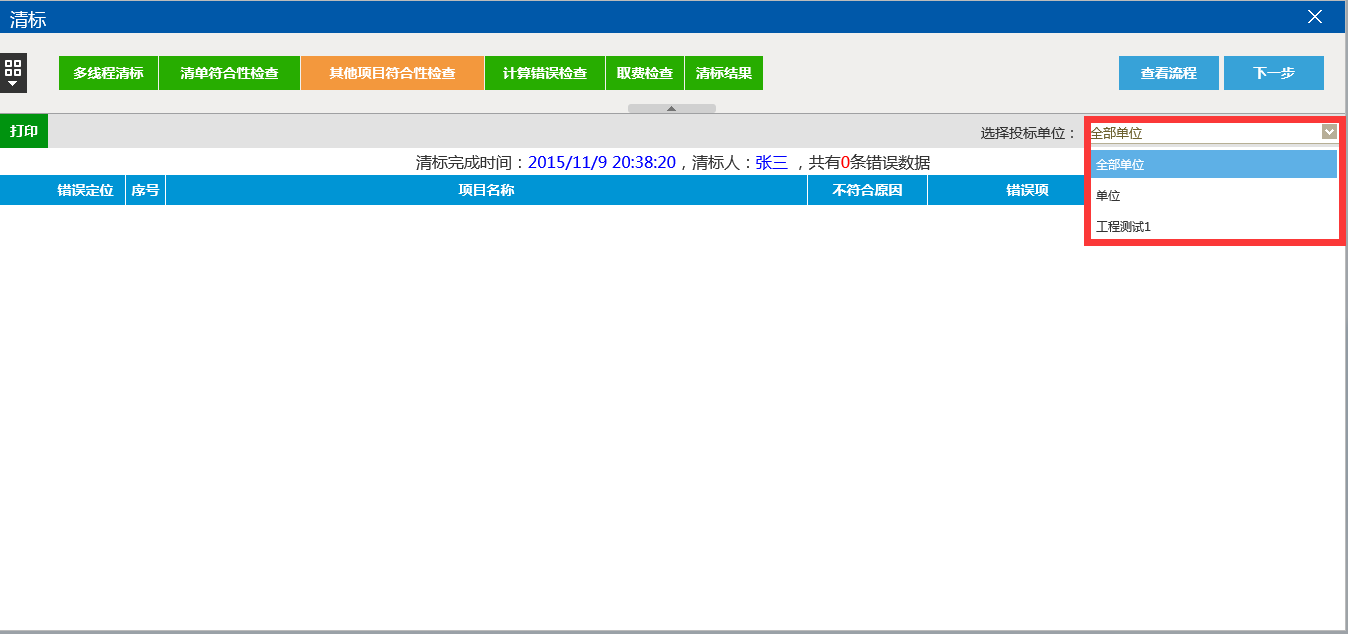 清标
多线程清标 清单符合性检查 其他项目符合性检查 计算错误检查 取费检查 清标结果 查看流程 下一步
打印 选择投标单位： 全部单位
清标完成时间：2015/11/9 20:38:20，清标人：张三 ，共有0条错误数据
错误定位 序号 项目名称 不符合原因 错误项
全部单位
单位
工程测试1